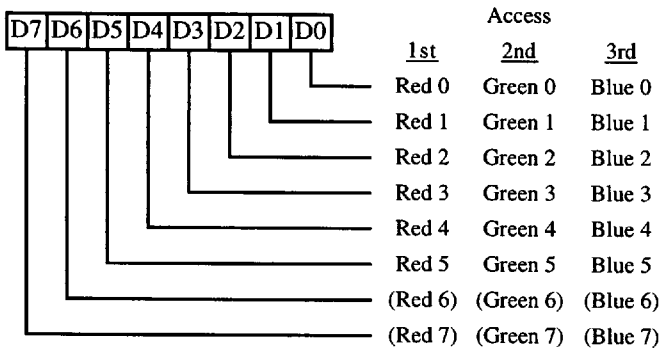 Access
D7 D6 D5 D4 D3 D2 D1 D0
1st 2nd 3rd
Red 0 Green 0 Blue 0
Red 1 Green 1 Blue 1
Red 2 Green 2 Blue 2
Red 3 Green 3 Blue 3
Red 4 Green 4 Blue 4
Red 5 Green 5 Blue 5
(Red 6) (Green 6) (Blue 6)
(Red 7) (Green 7) (Blue 7)